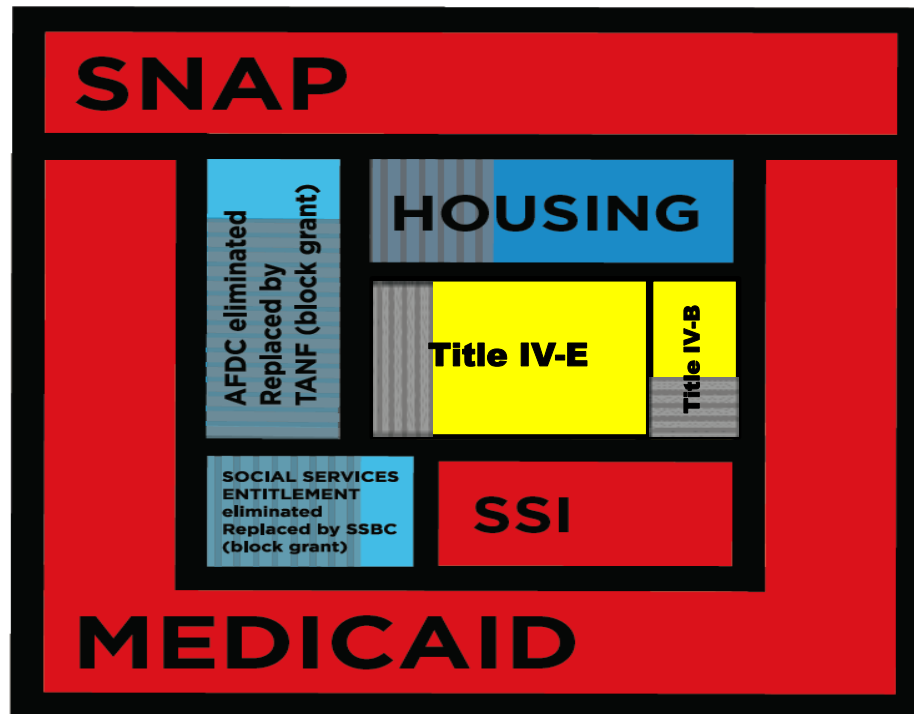 SNAP
AFDC eliminated
Replaced by
TANF (block grant)
HOUSING
Title IV-E
Title IV-B
SOCIAL SERVICES
ENTITLEMENT
eliminated
Replaced by SSBC
(block grant)
SSI
MEDICAID